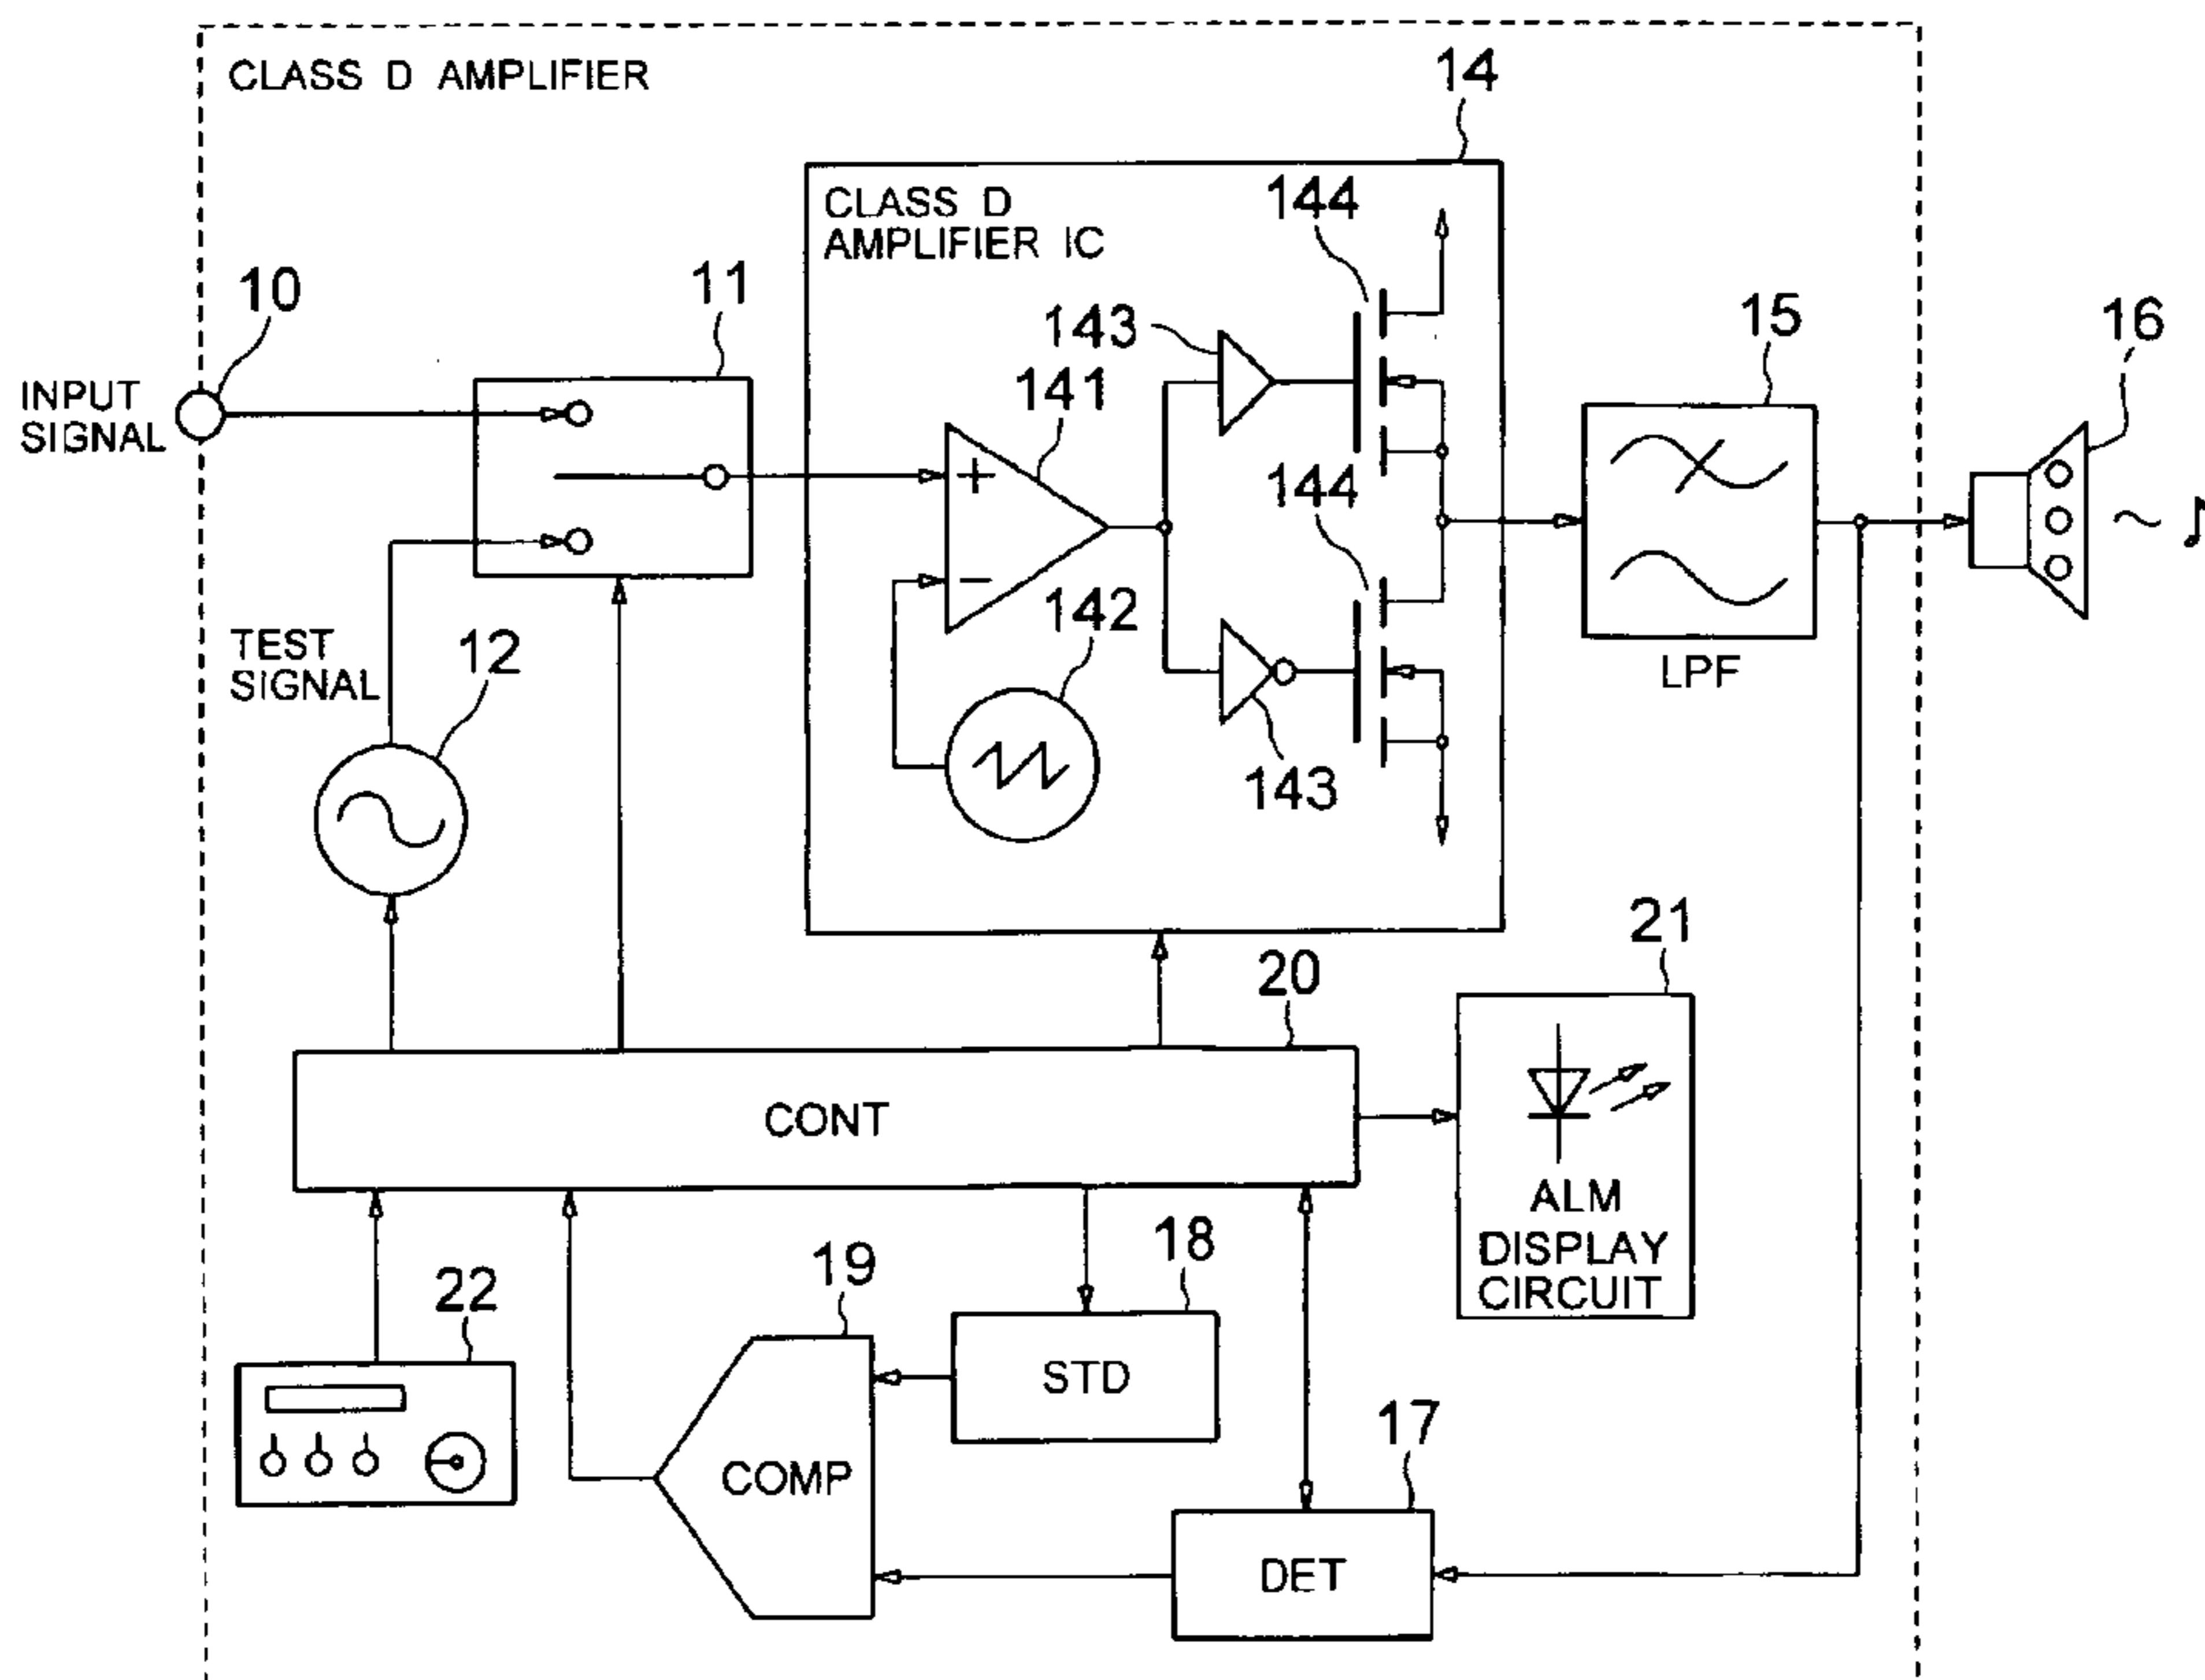 CLASS D AMPLIFIER
14
CLASS D
AMPLIFIER IC
144
10
11
143
15
16
INPUT
SIGNAL
141
+
144
−
142
TEST
SIGNAL
12
LPF
143
21
20
CONT
ALM
DISPLAY
CIRCUIT
18
19
22
STD
17
COMP
DET